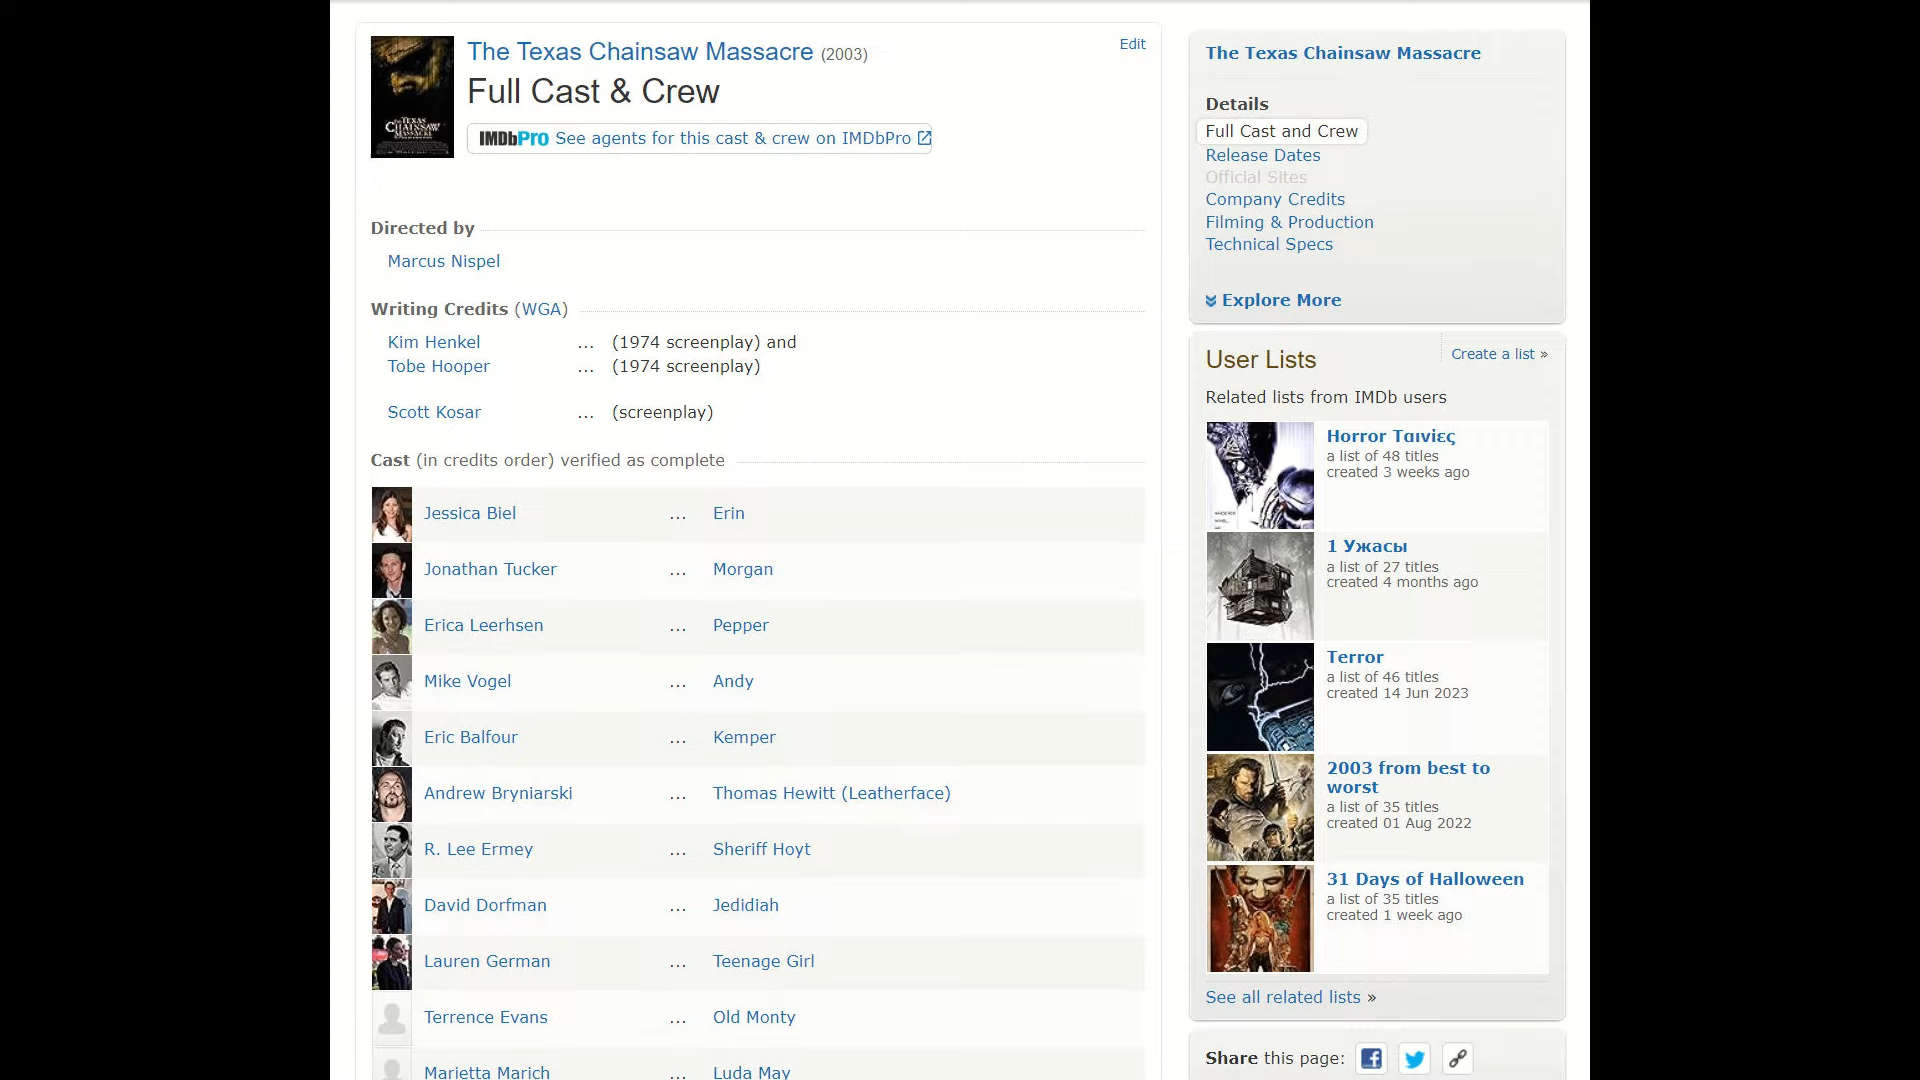 The Texas Chainsaw Massacre (2003)
Edit
Full Cast & Crew
IMDbPro See agents for this cast & crew on IMDbPro
TEXAS
CHAINSAW
MASSACRE
Directed by
Marcus Nispel
Writing Credits (WGA)
Kim Henkel ... (1974 screenplay) and
Tobe Hooper ... (1974 screenplay)
Scott Kosar ... (screenplay)
Cast (in credits order) verified as complete
Jessica Biel ... Erin
Jonathan Tucker ... Morgan
Erica Leerhsen ... Pepper
Mike Vogel ... Andy
Eric Balfour ... Kemper
Andrew Bryniarski ... Thomas Hewitt (Leatherface)
R. Lee Ermey ... Sheriff Hoyt
David Dorfman ... Jedidiah
Lauren German ... Teenage Girl
Terrence Evans ... Old Monty
Marietta Marich ... Luda May
The Texas Chainsaw Massacre
Details
Full Cast and Crew
Release Dates
Official Sites
Company Credits
Filming & Production
Technical Specs
Explore More
User Lists
Create a list »
Related lists from IMDb users
Horror Tαινίες
a list of 48 titles
created 3 weeks ago
1 Ужасы
a list of 27 titles
created 4 months ago
Terror
a list of 46 titles
created 14 Jun 2023
2003 from best to
worst
a list of 35 titles
created 01 Aug 2022
31 Days of Halloween
a list of 35 titles
created 1 week ago
See all related lists »
Share this page: